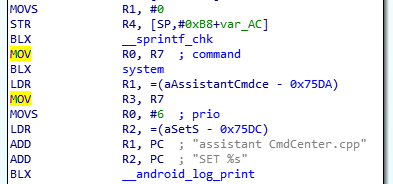 MOVS R1, #0
STR R4, [SP,#0xB8+var_AC]
BLX __sprintf_chk
MOV R0, R7 ; command
BLX system
LDR R1, =(aAssistantCmdce - 0x75DA)
MOV R3, R7
MOVS R0, #6 ; prio
LDR R2, =(aSetS - 0x75DC)
ADD R1, PC ; "assistant CmdCenter.cpp"
ADD R2, PC ; "SET %s"
BLX __android_log_print